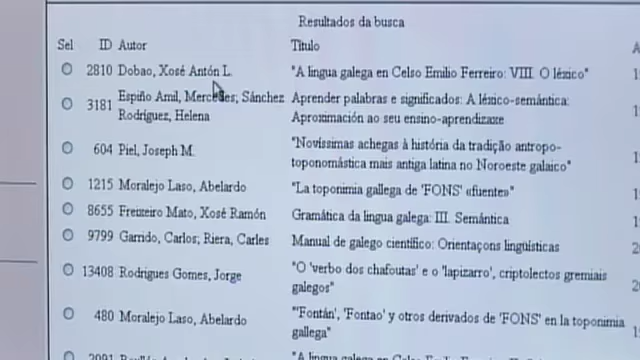 Resultados da busca
Sel ID Autor Título
2810 Dobao, Xosé Antón L. "A lingua galega en Celso Emilio Ferreiro: VIII. O léxico"
3181 Espiño Amil, Mercedes; Sánchez Rodríguez, Helena Aprender palabras e significados: A léxico-semántica:
Aproximación ao seu ensino-aprendizaxe
604 Piel, Joseph M. "Novíssimas achegas à história da tradição antropo-
toponomástica mais antiga latina no Noroeste galaico"
1215 Moralejo Laso, Abelardo "La toponimia gallega de 'FONS' «fuente»"
8655 Freixeiro Mato, Xosé Ramón Gramática da lingua galega: III. Semántica
9799 Garrido, Carlos; Riera, Carles Manual de galego científico: Orientaçons lingüísticas
13408 Rodrigues Gomes, Jorge "O 'verbo dos chafoutas' e o 'lapizarro', criptolectos gremiais
galegos"
480 Moralejo Laso, Abelardo "'Fontán', 'Fontao' y otros derivados de 'FONS' en la toponimia
gallega"